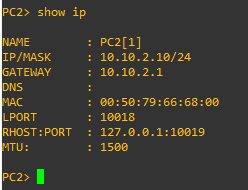 PC2> show ip
NAME : PC2[1]
IP/MASK : 10.10.2.10/24
GATEWAY : 10.10.2.1
DNS :
MAC : 00:50:79:66:68:00
LPORT : 10018
RHOST:PORT : 127.0.0.1:10019
MTU: : 1500
PC2>